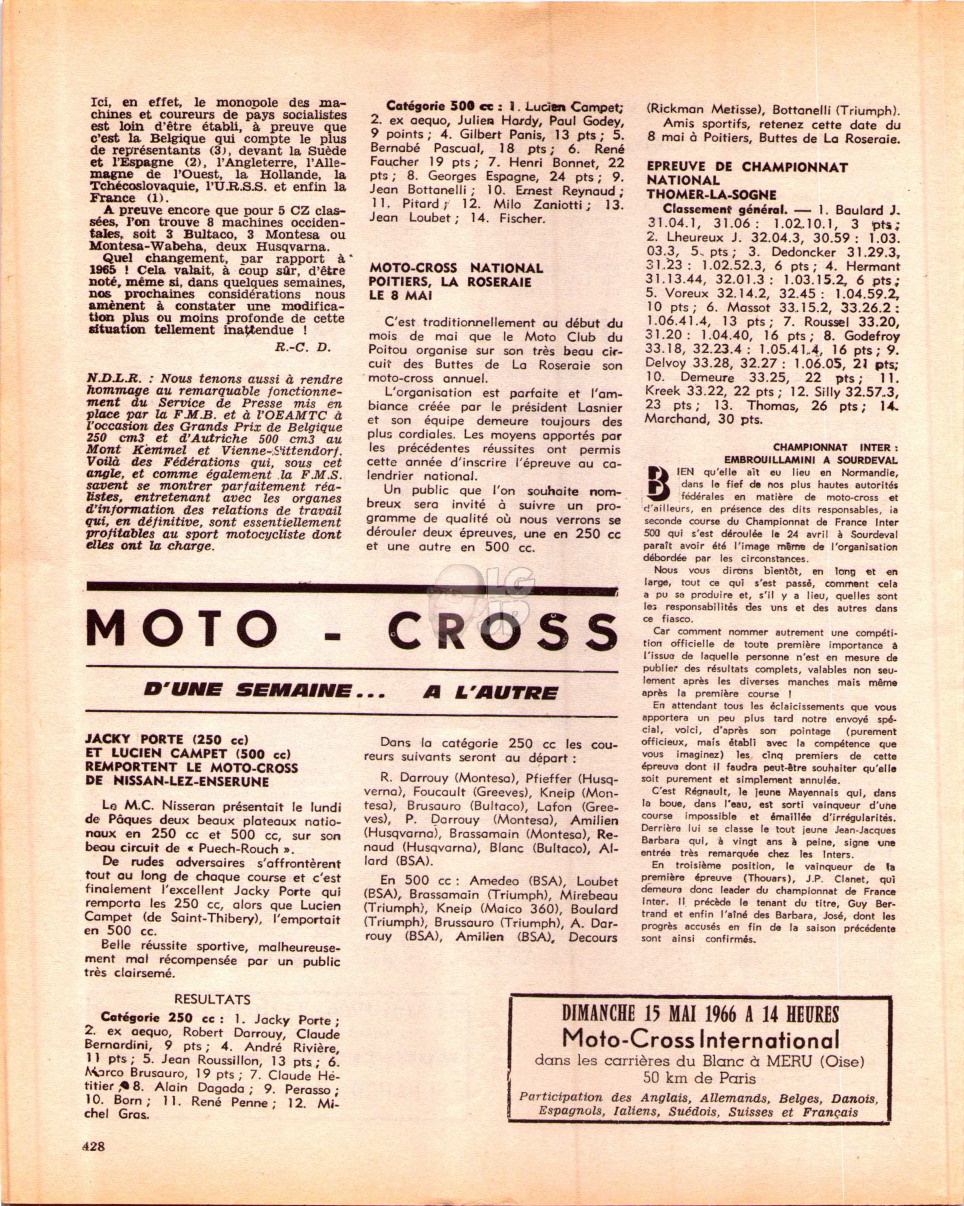 Ici, en effet, le monopole des ma-
chines et coureurs de pays socialistes
est loin d'être établi, à preuve que
c'est la Belgique qui compte le plus
de représentants (3), devant la Suède
et l'Espagne (2), l'Angleterre, l'Alle-
magne de l'Ouest, la Hollande, la
Tchécoslovaquie, l'U.R.S.S. et enfin la
France (1).
A preuve encore que pour 5 CZ clas-
sées, l'on trouve 8 machines occiden-
tales, soit 3 Bultaco, 3 Montesa ou
Montesa-Wabeha, deux Husqvarna.
Quel changement, par rapport à
1965 ! Cela valait, à coup sûr, d'être
noté, même si, dans quelques semaines,
nos prochaines considérations nous
amènent à constater une modifica-
tion plus ou moins profonde de cette
situation tellement inattendue !
R.-C. D.
N.D.L.R. : Nous tenons aussi à rendre
hommage au remarquable fonctionne-
ment du Service de Presse mis en
place par la F.M.B. et à l'OEAMTC à
l'occasion des Grands Prix de Belgique
250 cm3 et d'Autriche 500 cm3 au
Mont Kemmel et Vienne-Sittendorf.
Voilà des Fédérations qui, sous cet
angle, et comme également la F.M.S.
savent se montrer parfaitement réa-
listes, entretenant avec les organes
d'information des relations de travail
qui, en définitive, sont essentiellement
profitables au sport motocycliste dont
elles ont la charge.
Catégorie 500 cc : 1. Lucien Campet;
2. ex aequo, Julien Hardy, Paul Godey,
9 points ; 4. Gilbert Panis, 13 pts ; 5.
Bernabé Pascual, 18 pts ; 6. René
Faucher 19 pts ; 7. Henri Bonnet, 22
pts ; 8. Georges Espagne, 24 pts ; 9.
Jean Bottanelli ; 10. Ernest Reynaud ;
11. Pitard ; 12. Milo Zaniotti ; 13.
Jean Loubet ; 14. Fischer.
MOTO-CROSS NATIONAL
POITIERS, LA ROSERAIE
LE 8 MAI
C'est traditionnellement au début du
mois de mai que le Moto Club du
Poitou organise sur son très beau cir-
cuit des Buttes de La Roseraie son
moto-cross annuel.
L'organisation est parfaite et l'am-
biance créée par le président Lasnier
et son équipe demeure toujours des
plus cordiales. Les moyens apportés par
les précédentes réussites ont permis
cette année d'inscrire l'épreuve au ca-
lendrier national.
Un public que l'on souhaite nom-
breux sera invité à suivre un pro-
gramme de qualité où nous verrons se
dérouler deux épreuves, une en 250 cc
et une autre en 500 cc.
(Rickman Metisse), Bottanelli (Triumph).
Amis sportifs, retenez cette date du
8 mai à Poitiers, Buttes de La Roseraie.
EPREUVE DE CHAMPIONNAT
NATIONAL
THOMER-LA-SOGNE
Classement général. — 1. Baulard J.
31.04.1, 31.06 : 1.02.10.1, 3 pts ;
2. Lheureux J. 32.04.3, 30.59 : 1.03.
03.3, 5 pts ; 3. Dedoncker 31.29.3,
31.23 : 1.02.52.3, 6 pts ; 4. Hermant
31.13.44, 32.01.3 : 1.03.15.2, 6 pts ;
5. Voreux 32.14.2, 32.45 : 1.04.59.2,
10 pts ; 6. Massot 33.15.2, 33.26.2 :
1.06.41.4, 13 pts ; 7. Roussel 33.20,
31.20 : 1.04.40, 16 pts ; 8. Godefroy
33.18, 32.23.4 : 1.05.41.4, 16 pts ; 9.
Delvoy 33.28, 32.27 : 1.06.05, 21 pts;
10. Demeure 33.25, 22 pts ; 11.
Kreek 33.22, 22 pts ; 12. Silly 32.57.3,
23 pts ; 13. Thomas, 26 pts ; 14.
Marchand, 30 pts.
CHAMPIONNAT INTER :
EMBROUILLAMINI A SOURDEVAL
BIEN qu'elle aït eu lieu en Normandie,
dans le fief de nos plus hautes autorités
fédérales en matière de moto-cross et
d'ailleurs, en présence des dits responsables, la
seconde course du Championnat de France Inter
500 qui s'est déroulée le 24 avril à Sourdeval
paraît avoir été l'image même de l'organisation
débordée par les circonstances.
Nous vous dirons bientôt, en long et en
large, tout ce qui s'est passé, comment cela
a pu se produire et, s'il y a lieu, quelles sont
les responsabilités des uns et des autres dans
ce fiasco.
Car comment nommer autrement une compéti-
tion officielle de toute première importance à
l'issue de laquelle personne n'est en mesure de
publier des résultats complets, valables non seu-
lement après les diverses manches mais même
après la première course !
En attendant tous les éclaicissements que vous
apportera un peu plus tard notre envoyé spé-
cial, voici, d'après son pointage (purement
officieux, mais établi avec la compétence que
vous imaginez) les cinq premiers de cette
épreuve dont il faudra peut-être souhaiter qu'elle
soit purement et simplement annulée.
C'est Régnault, le jeune Mayennais qui, dans
la boue, dans l'eau, est sorti vainqueur d'une
course impossible et émaillée d'irrégularités.
Derrière lui se classe le tout jeune Jean-Jacques
Barbara qui, à vingt ans à peine, signe une
entrée très remarquée chez les Inters.
En troisième position, le vainqueur de la
première épreuve (Thouars), J.P. Clanet, qui
demeure donc leader du championnat de France
Inter. Il précède le tenant du titre, Guy Ber-
trand et enfin l'aîné des Barbara, José, dont les
progrès accusés en fin de la saison précédente
sont ainsi confirmés.
MOTO - CROSS
D'UNE SEMAINE... A L'AUTRE
JACKY PORTE (250 cc)
ET LUCIEN CAMPET (500 cc)
REMPORTENT LE MOTO-CROSS
DE NISSAN-LEZ-ENSERUNE
Le M.C. Nisseran présentait le lundi
de Pâques deux beaux plateaux natio-
naux en 250 cc et 500 cc, sur son
beau circuit de « Puech-Rouch ».
De rudes adversaires s'affrontèrent
tout au long de chaque course et c'est
finalement l'excellent Jacky Porte qui
remporta les 250 cc, alors que Lucien
Campet (de Saint-Thibery), l'emportait
en 500 cc.
Belle réussite sportive, malheureuse-
ment mal récompensée par un public
très clairsemé.
RESULTATS
Catégorie 250 cc : 1. Jacky Porte ;
2. ex aequo, Robert Darrouy, Claude
Bernardini, 9 pts ; 4. André Rivière,
11 pts ; 5. Jean Roussillon, 13 pts ; 6.
Marco Brusauro, 19 pts ; 7. Claude Hé-
titier ; 8. Alain Dagada ; 9. Perasso ;
10. Born ; 11. René Penne ; 12. Mi-
chel Gras.
Dans la catégorie 250 cc les cou-
reurs suivants seront au départ :
R. Darrouy (Montesa), Pfieffer (Husq-
verna), Foucault (Greeves), Kneip (Mon-
tesa), Brusauro (Bultaco), Lafon (Gree-
ves), P. Darrouy (Montesa), Amilien
(Husqvarna), Brassamain (Montesa), Re-
naud (Husqvarna), Blanc (Bultaco), Al-
lard (BSA).
En 500 cc : Amedeo (BSA), Loubet
(BSA), Brassamain (Triumph), Mirebeau
(Triumph), Kneip (Maico 360), Boulard
(Triumph), Brussauro (Triumph), A. Dar-
rouy (BSA), Amilien (BSA), Decours
DIMANCHE 15 MAI 1966 A 14 HEURES
Moto-Cross International
dans les carrières du Blanc à MERU (Oise)
50 km de Paris
Participation des Anglais, Allemands, Belges, Danois,
Espagnols, Italiens, Suédois, Suisses et Français
428